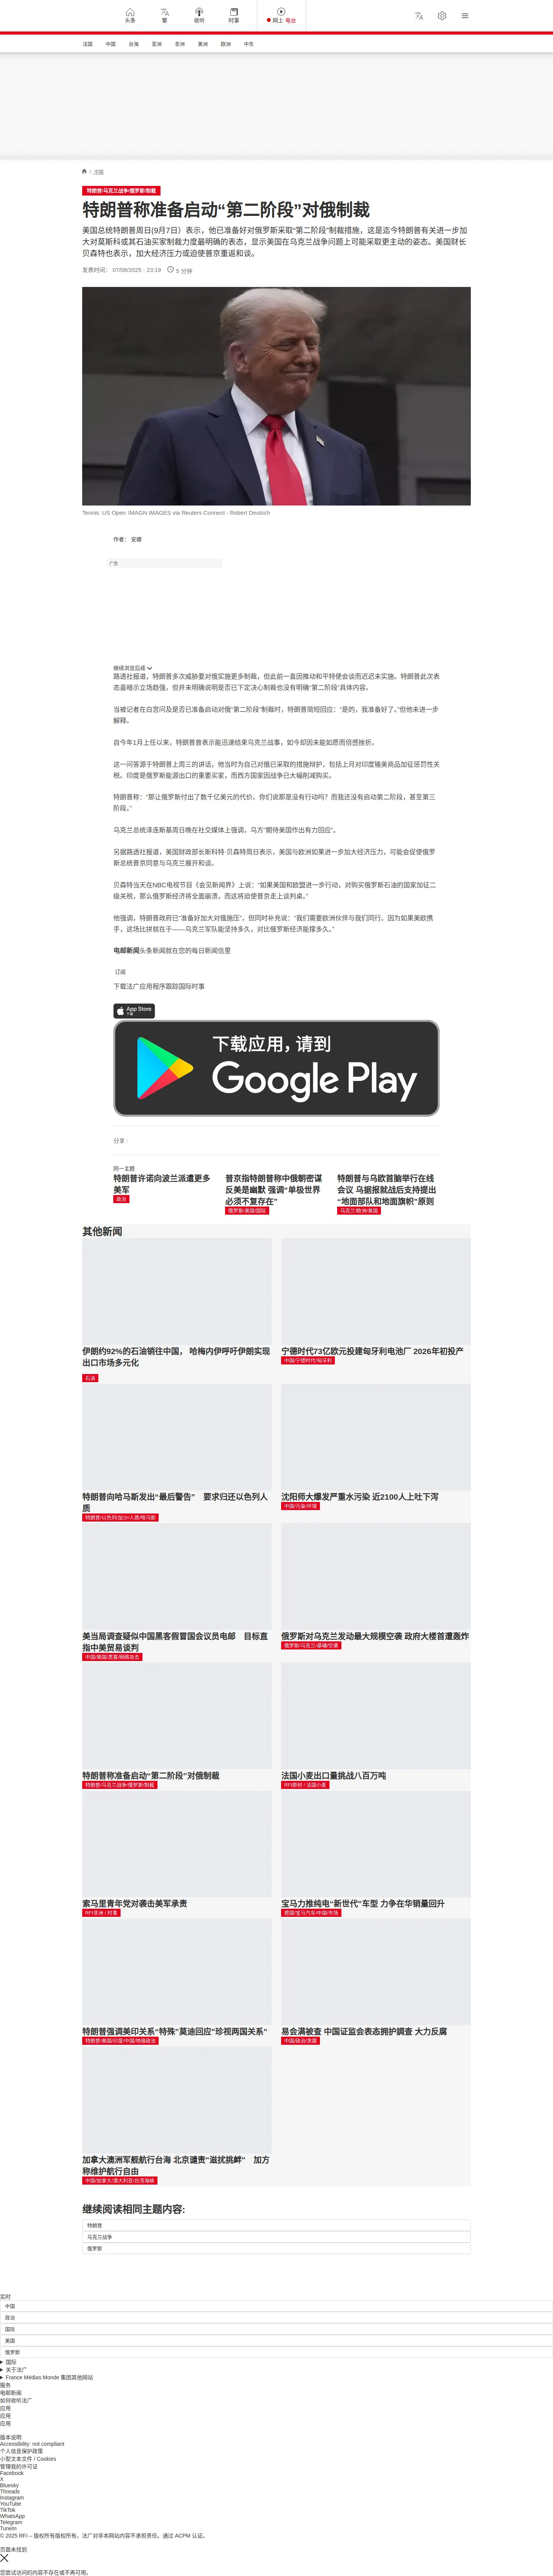 头条
繁
收听
时事
网上 电台
法国
中国
台海
亚洲
非洲
美洲
欧洲
中东
/ 主值
特朗普/乌克兰战争/俄罗斯/制裁
特朗普称准备启动“第二阶段”对俄制裁
美国总统特朗普周日(9月7日）表示，他已准备好对俄罗斯采取“第二阶段”制裁措施，这是迄今特朗普有关进一步加
大对莫斯科或其石油买家制裁力度最明确的表态，显示美国在乌克兰战争问题上可能采取更主动的姿态。美国财长
贝森特也表示，加大经济压力或迫使普京重返和谈。
发表时间： 07/09/2025 - 23:19
5 分钟
Tennis: US Open IMAGN IMAGES via Reuters Connect - Robert Deutsch
作者： 安娜
广告
继续浏览后续
路透社报道，特朗普多次威胁要对俄实施更多制裁，但此前一直因推动和平特使会谈而迟迟未实施。特朗普此次表
态虽暗示立场趋强，但并未明确说明是否已下定决心制裁也没有明确“第二阶段”具体内容。
当被记者在白宫问及是否已准备启动对俄“第二阶段”制裁时，特朗普简短回应：“是的，我准备好了。”但他未进一步
解释。
自今年1月上任以来，特朗普曾表示能迅速结束乌克兰战事，如今却因未能如愿而倍感挫折。
这一问答源于特朗普上周三的讲话，他当时为自己对俄已采取的措施辩护，包括上月对印度输美商品加征惩罚性关
税。印度是俄罗斯能源出口的重要买家，而西方国家因战争已大幅削减购买。
特朗普称：“那让俄罗斯付出了数千亿美元的代价。你们说那是没有行动吗？而我还没有启动第二阶段，甚至第三
阶段。”
乌克兰总统泽连斯基周日晚在社交媒体上强调，乌方“期待美国作出有力回应”。
另据路透社报道，美国财政部长斯科特·贝森特周日表示，美国与欧洲如果进一步加大经济压力，可能会促使俄罗
斯总统普京同意与乌克兰展开和谈。
贝森特当天在NBC电视节目《会见新闻界》上说：“如果美国和欧盟进一步行动，对购买俄罗斯石油的国家加征二
级关税，那么俄罗斯经济将全面崩溃，而这将迫使普京走上谈判桌。”
他强调，特朗普政府已“准备好加大对俄施压”，但同时补充说：“我们需要欧洲伙伴与我们同行。因为如果美欧携
手，这场比拼就在于——乌克兰军队能坚持多久，对比俄罗斯经济能撑多久。”
电邮新闻头条新闻就在您的每日新闻信里
订阅
下载法广应用程序跟踪国际时事
App Store
下载
下载应用，请到
Google Play
分享 :
同一主题
特朗普许诺向波兰派遣更多
美军
政治
普京指特朗普称中俄朝密谋
反美是幽默 强调“单极世界
必须不复存在”
俄罗斯/美国/国际
特朗普与乌欧首脑举行在线
会议 乌据报就战后支持提出
“地面部队和地面旗帜”原则
乌克兰/欧洲/美国
其他新闻
伊朗约92%的石油销往中国， 哈梅内伊呼吁伊朗实现
出口市场多元化
石油
宁德时代73亿欧元投建匈牙利电池厂 2026年初投产
中国/宁德时代/匈牙利
特朗普向哈马斯发出“最后警告” 要求归还以色列人
质
特朗普/以色列/加沙人质/哈马斯
沈阳师大爆发严重水污染 近2100人上吐下泻
中国/污染/环境
美当局调查疑似中国黑客假冒国会议员电邮 目标直
指中美贸易谈判
中国/美国/黑客/网络攻击
俄罗斯对乌克兰发动最大规模空袭 政府大楼首遭轰炸
俄罗斯/乌克兰/基辅/空袭
特朗普称准备启动“第二阶段”对俄制裁
特朗普/乌克兰战争/俄罗斯/制裁
法国小麦出口量挑战八百万吨
RFI原材 / 法国小麦
索马里青年党对袭击美军承责
RFI非洲 / 时事
宝马力推纯电“新世代”车型 力争在华销量回升
德国/宝马汽车/中国/市场
特朗普强调美印关系“特殊”莫迪回应“珍视两国关系”
特朗普/美国/印度/中国/地缘政治
易会满被查 中国证监会表态拥护調查 大力反腐
中国/政治/贪腐
加拿大澳洲军舰航行台海 北京谴责“滋扰挑衅” 加方
称维护航行自由
中国/加拿大/澳大利亚/台湾海峡
继续阅读相同主题内容:
特朗普
乌克兰战争
俄罗斯
实时
中国
政治
国际
美国
俄罗斯
国际
关于法广
France Médias Monde 集团其他网站
服务
电邮新闻
如何收听法广
应用
应用
应用
版本说明
Accessibility: not compliant
个人信息保护政策
小型文本文件 / Cookies
管理我的许可证
Facebook
X
Bluesky
Threads
Instagram
YouTube
TikTok
WhatsApp
Telegram
TuneIn
© 2025 RFI – 版权所有版权所有。法广对非本网站内容不承担责任。通过 ACPM 认证。
页面未找到
您尝试访问的内容不存在或不再可用。